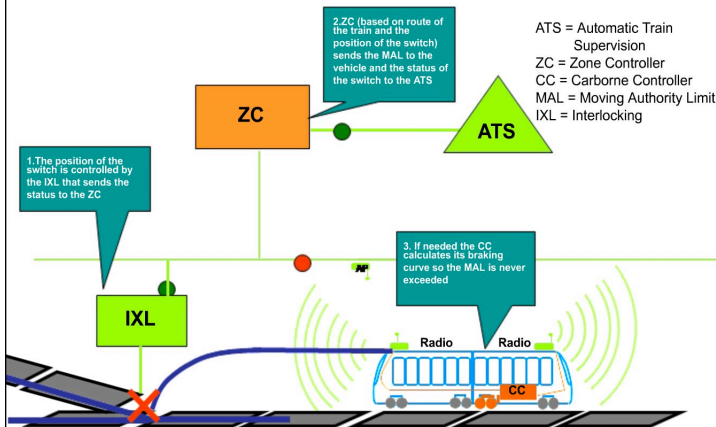 2.ZC (based on route of
the train and the
position of the switch)
sends the MAL to the
vehicle and the status of
the switch to the ATS
ATS = Automatic Train
Supervision
ZC = Zone Controller
CC = Carborne Controller
MAL = Moving Authority Limit
IXL = Interlocking
ZC
ATS
1.The position of the
switch is controlled by
the IXL that sends the
status to the ZC
3. If needed the CC
calculates its braking
curve so the MAL is never
exceeded
AP
IXL
Radio
Radio
CC